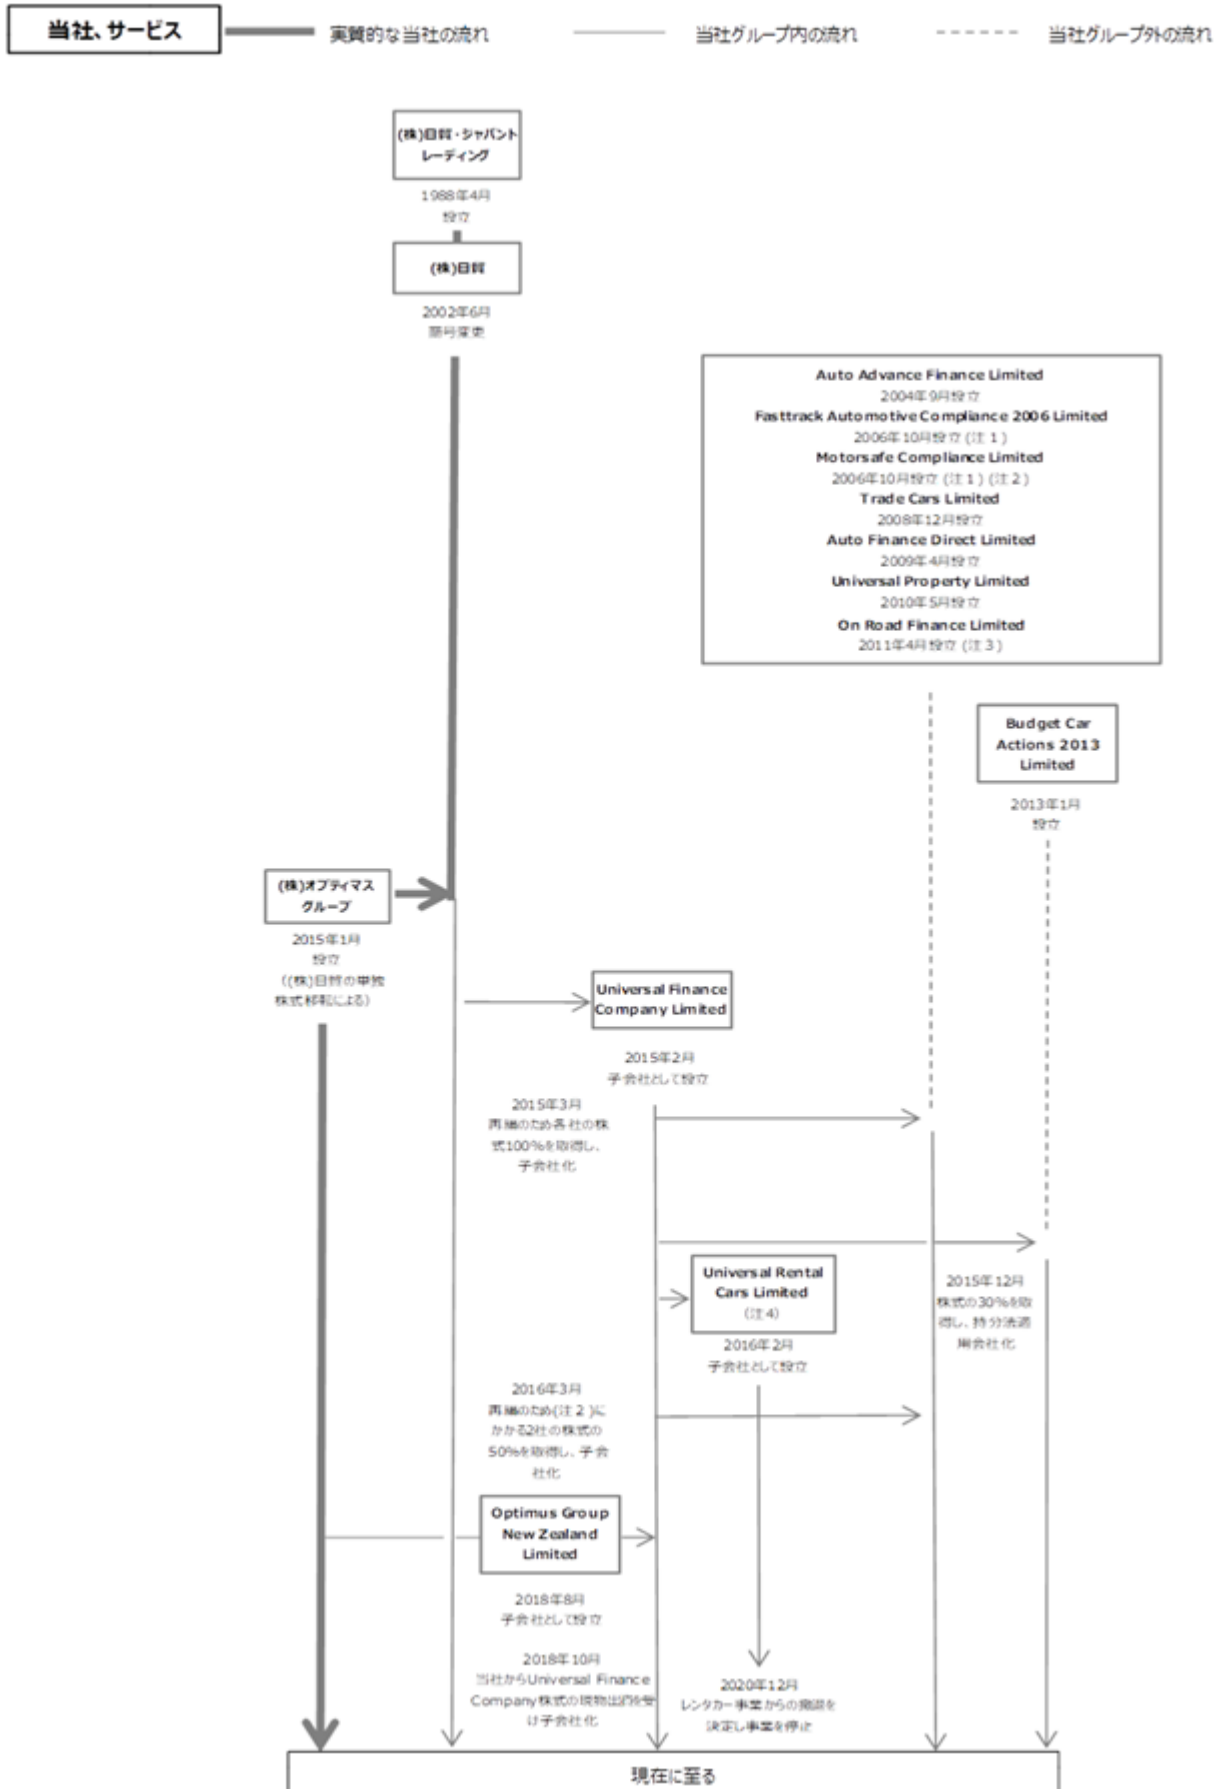 当社、サービス
実質的な当社の流れ
当社グループ内の流れ
当社グループ外の流れ
(株)日貿・ジャパント
レーディング
1988年4月
設立
(株)日貿
2002年6月
商号変更
Auto Advance Finance Limited
2004年9月設立
Fasttrack Automotive Compliance 2006 Limited
2006年10月設立 (注1)
Motorsafe Compliance Limited
2006年10月設立 (注1) (注2)
Trade Cars Limited
2008年12月設立
Auto Finance Direct Limited
2009年4月設立
Universal Property Limited
2010年5月設立
On Road Finance Limited
2011年4月設立 (注3)
Budget Car
Actions 2013
Limited
2013年1月
設立
(株)オプティマス
グループ
2015年1月
設立
((株)日貿の単独
株式移転による)
Universal Finance
Company Limited
2015年2月
子会社として設立
2015年3月
再編のため各社の株
式100%を取得し、
子会社化
2015年12月
株式の30%を取
得し、持分法適
用会社化
Universal Rental
Cars Limited
(注4)
2016年2月
子会社として設立
2016年3月
再編のため(注2)に
かかる2社の株式の
50%を取得し、子会
社化
Optimus Group
New Zealand
Limited
2018年8月
子会社として設立
2018年10月
当社からUniversal Finance
Company株式の現物出資を受
け子会社化
2020年12月
レンタカー事業からの撤退を
決定し事業を停止
現在に至る